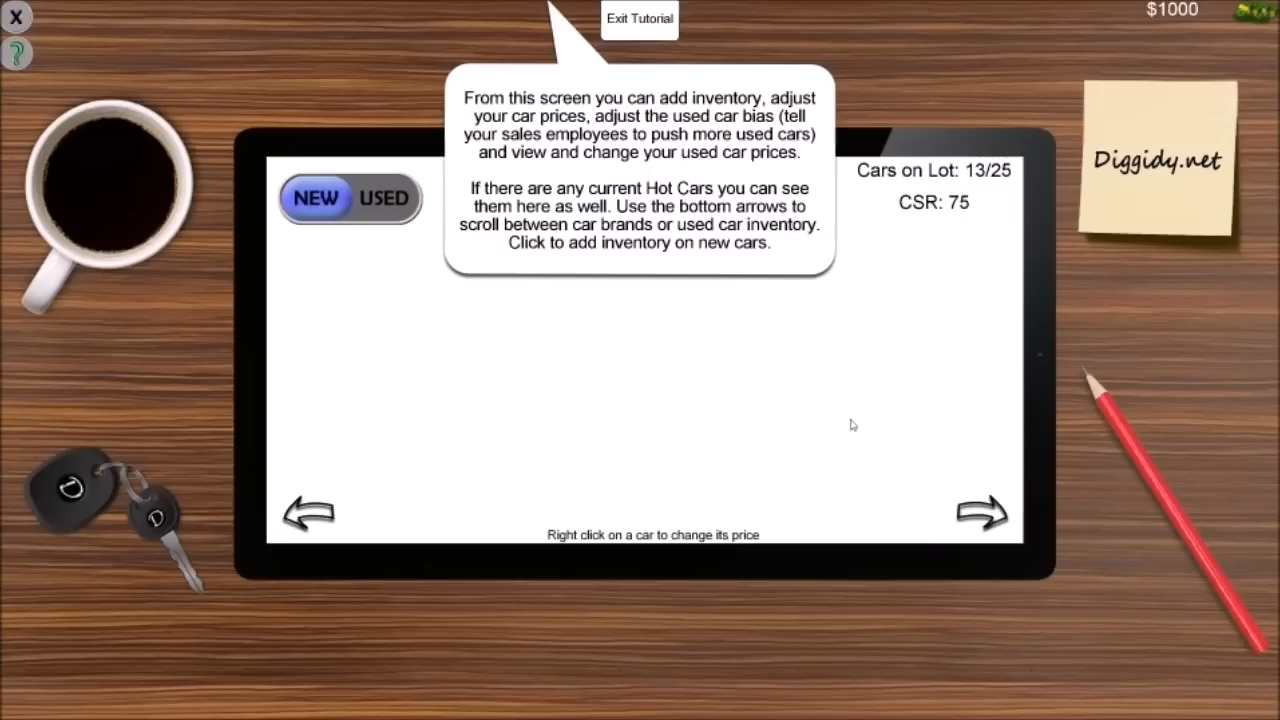 X
Exit Tutorial
$1000
?
From this screen you can add inventory, adjust
your car prices, adjust the used car bias (tell
your sales employees to push more used cars)
and view and change your used car prices.
If there are any current Hot Cars you can see
them here as well. Use the bottom arrows to
scroll between car brands or used car inventory.
Click to add inventory on new cars.
NEW USED
Cars on Lot: 13/25
CSR: 75
Diggidy.net
D
D
Right click on a car to change its price